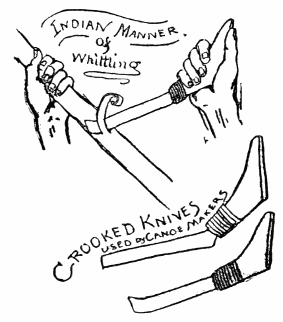 INDIAN MANNER.
of
Whittling
CROOKED KNIVES
USED by CANOE MAKERS